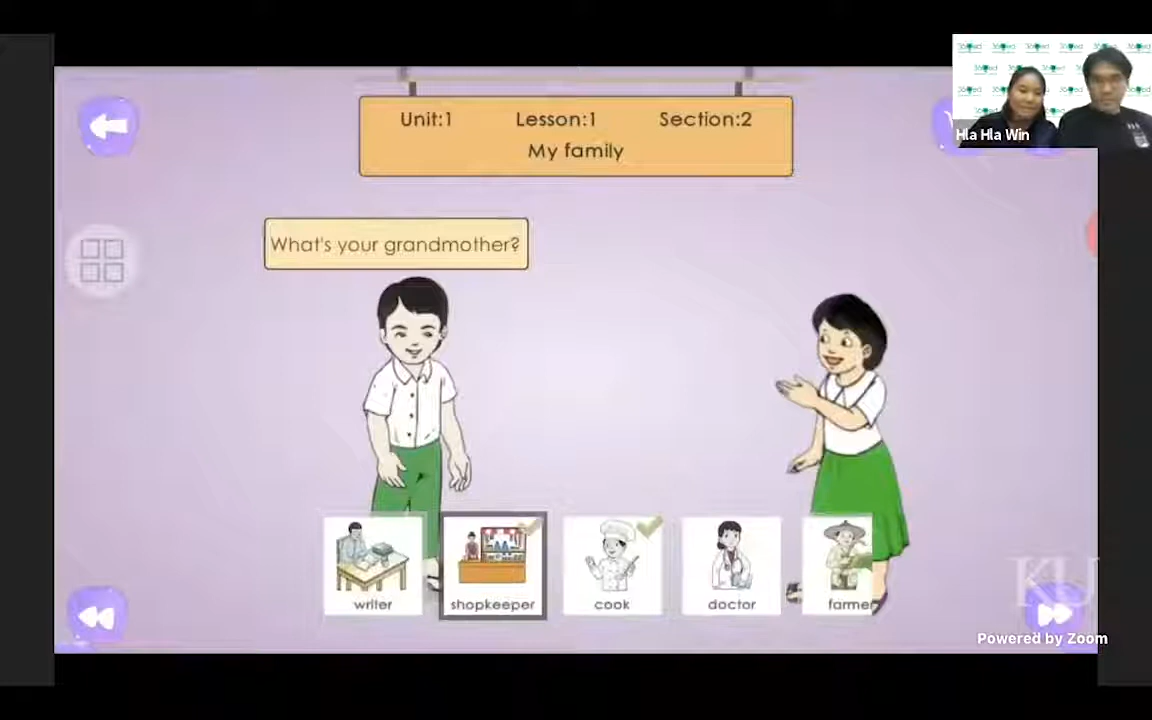 Unit:1 Lesson:1 Section:2
My family
Hla Hla Win
What's your grandmother?
writer shopkeeper cook doctor farmer
KU
Powered by Zoom